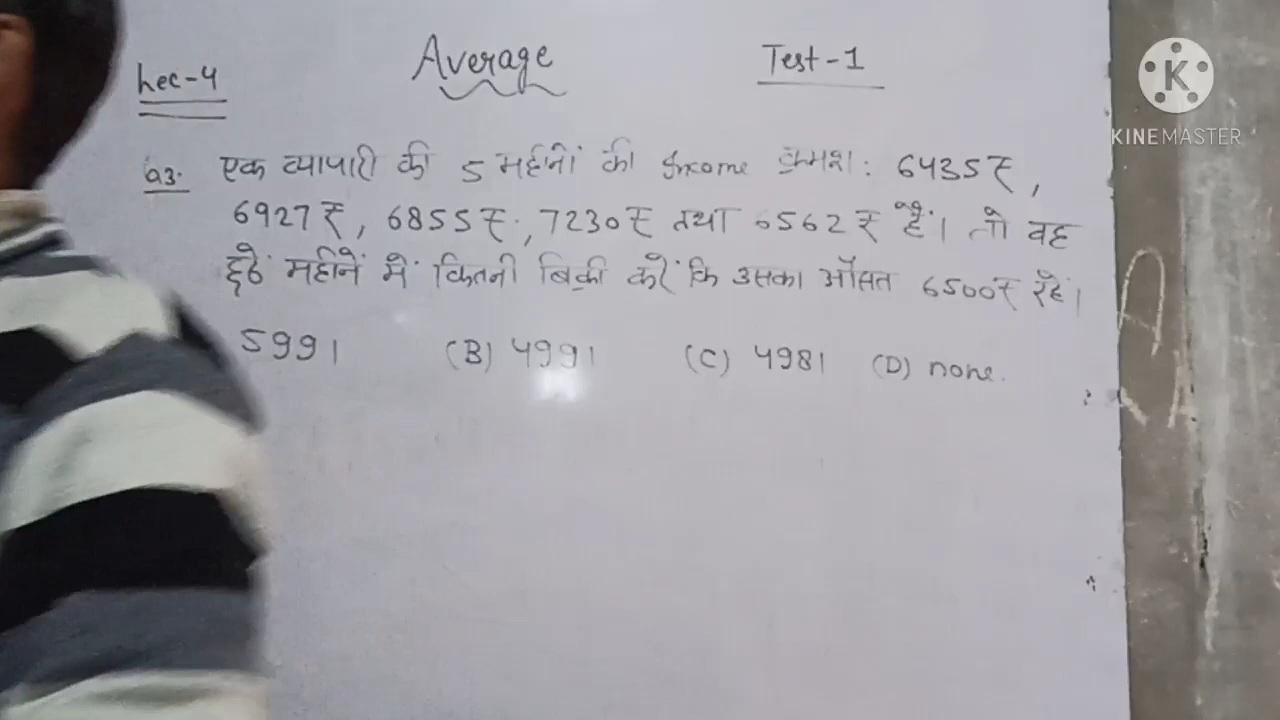 Lec-4
Average
Test-1
Q3. एक व्यापारी की 5 महीनों की Income क्रमश: 6435₹,
6927₹, 6855₹, 7230₹ तथा 6562₹ है। तो वह
छठें महीनें में कितनी बिक्री करें कि उसका औसत 6500₹ रहें।
5991 (B) 4991 (C) 4981 (D) none.
K
KINEMASTER